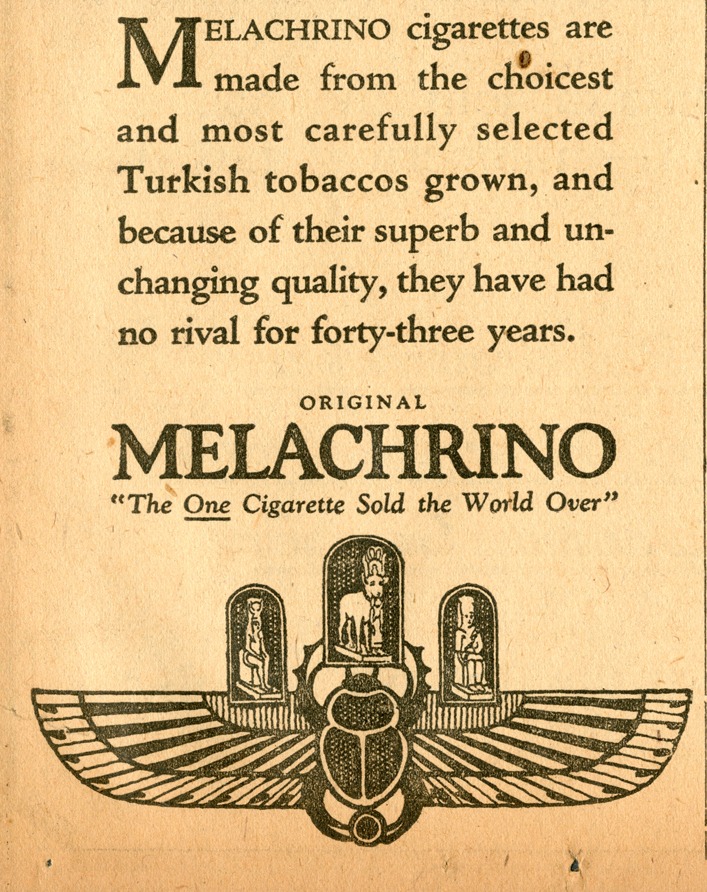 MELACHRINO cigarettes are
made from the choicest
and most carefully selected
Turkish tobaccos grown, and
because of their superb and un-
changing quality, they have had
no rival for forty-three years.
ORIGINAL
MELACHRINO
“The One Cigarette Sold the World Over”